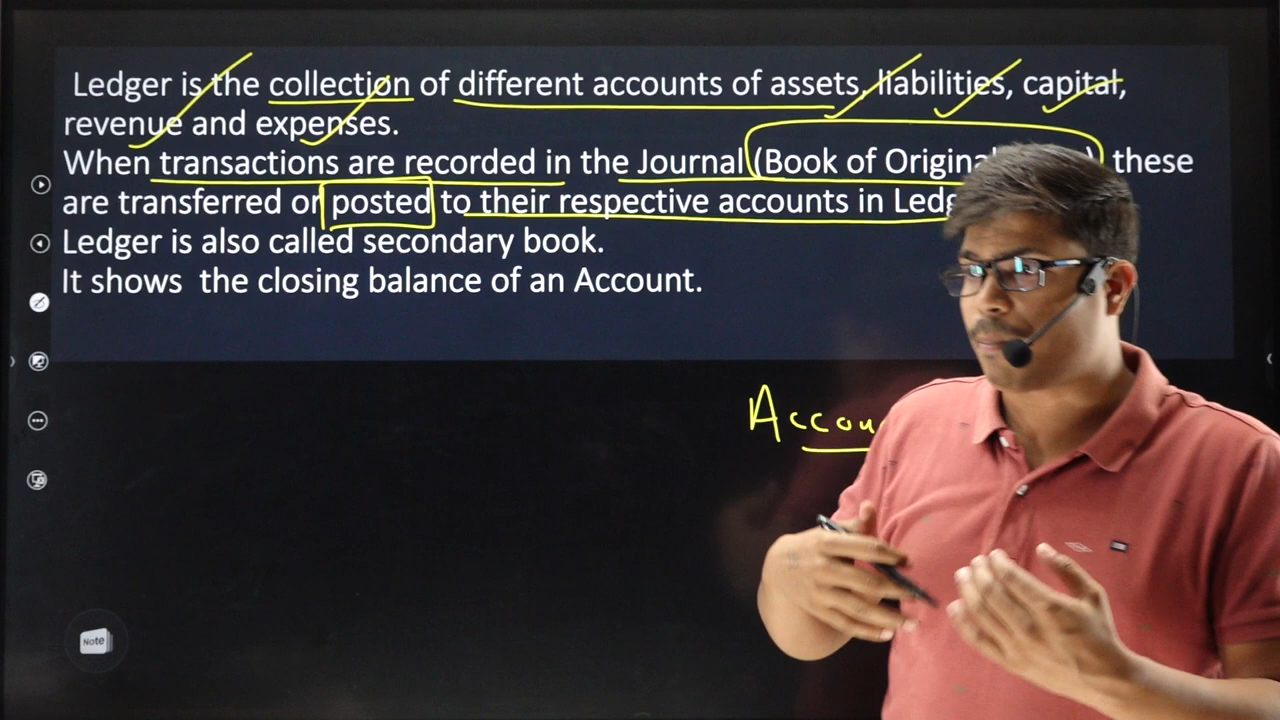 Ledger is the collection of different accounts of assets, liabilities, capital,
revenue and expenses.
When transactions are recorded in the Journal (Book of Original ), these
are transferred or posted to their respective accounts in
Ledger is also called secondary book.
It shows the closing balance of an Account.
Note